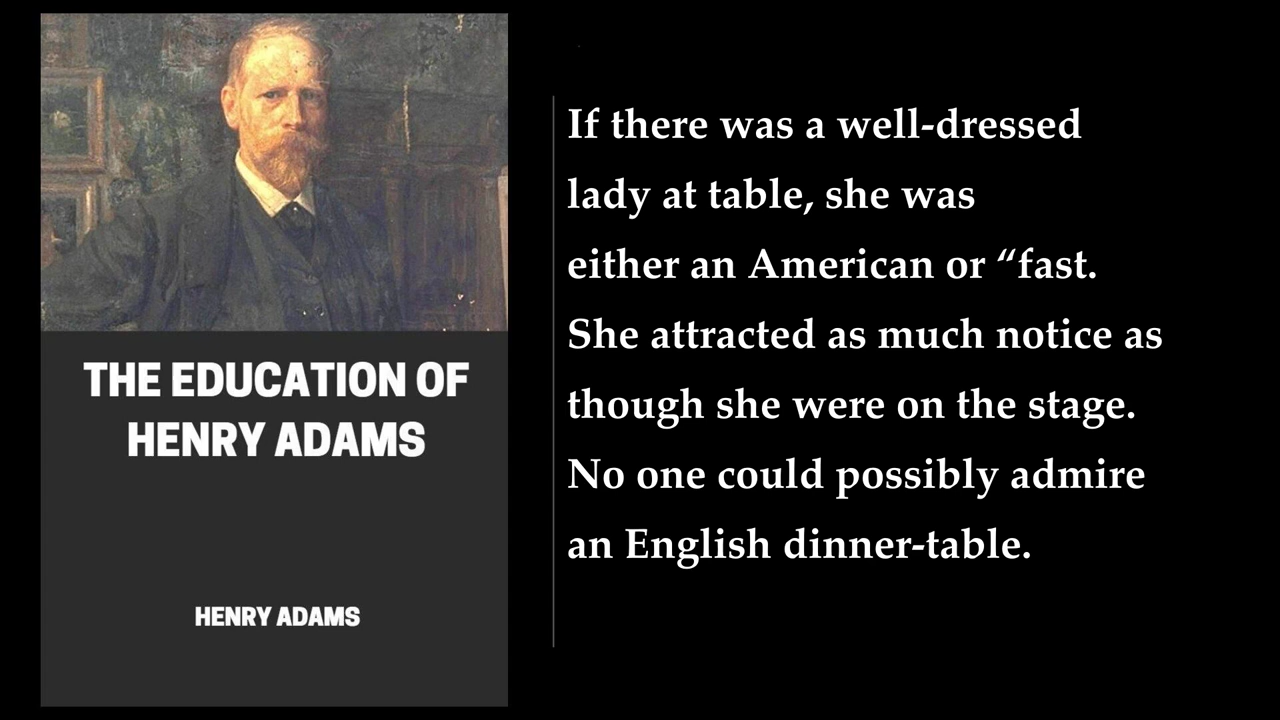 THE EDUCATION OF
HENRY ADAMS
HENRY ADAMS
If there was a well-dressed
lady at table, she was
either an American or “fast.
She attracted as much notice as
though she were on the stage.
No one could possibly admire
an English dinner-table.